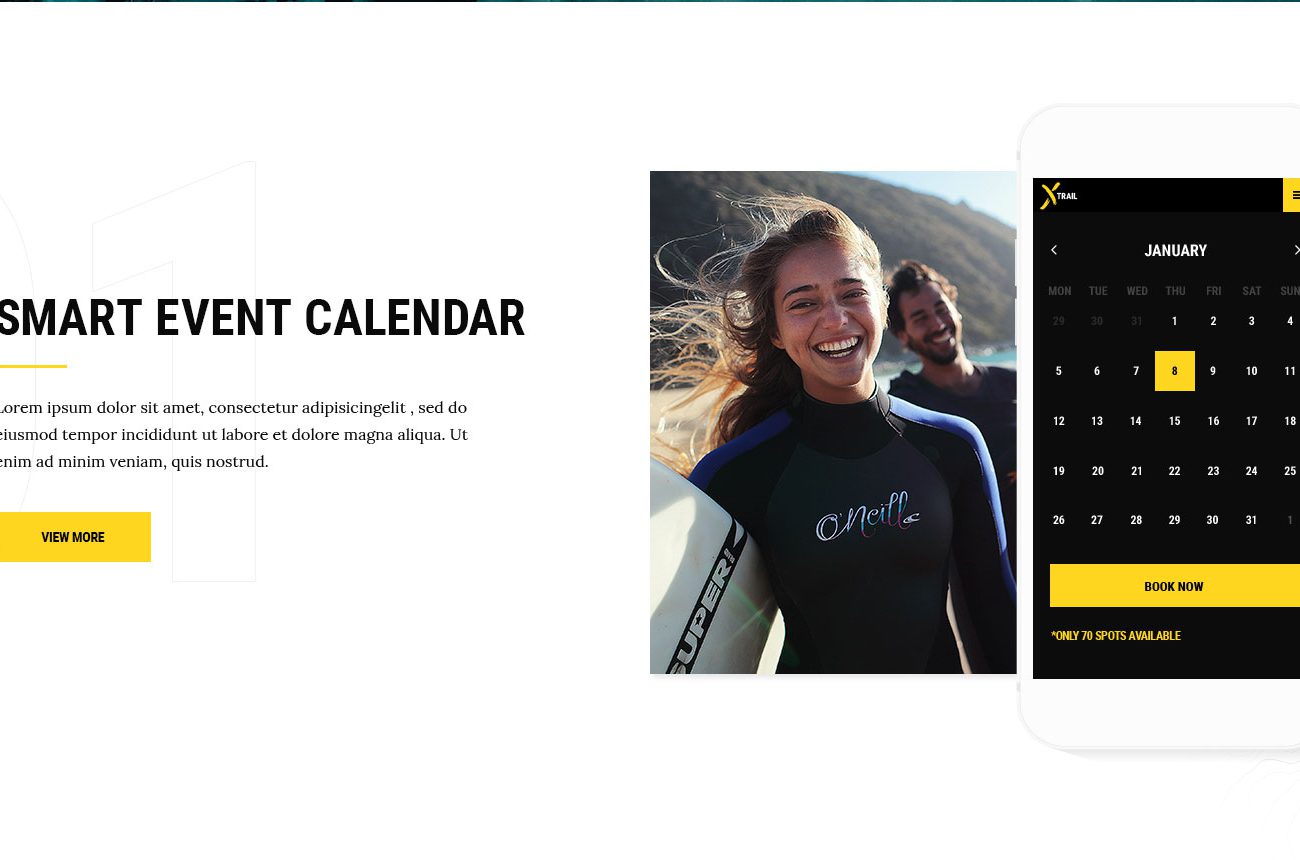 01
SMART EVENT CALENDAR
Lorem ipsum dolor sit amet, consectetur adipisicingelit , sed do
eiusmod tempor incididunt ut labore et dolore magna aliqua. Ut
enim ad minim veniam, quis nostrud.
VIEW MORE
O'Neill
SUPER!
X TRAIL
JANUARY
MON TUE WED THU FRI SAT SUN
29 30 31 1 2 3 4
5 6 7 8 9 10 11
12 13 14 15 16 17 18
19 20 21 22 23 24 25
26 27 28 29 30 31 1
BOOK NOW
*ONLY 70 SPOTS AVAILABLE